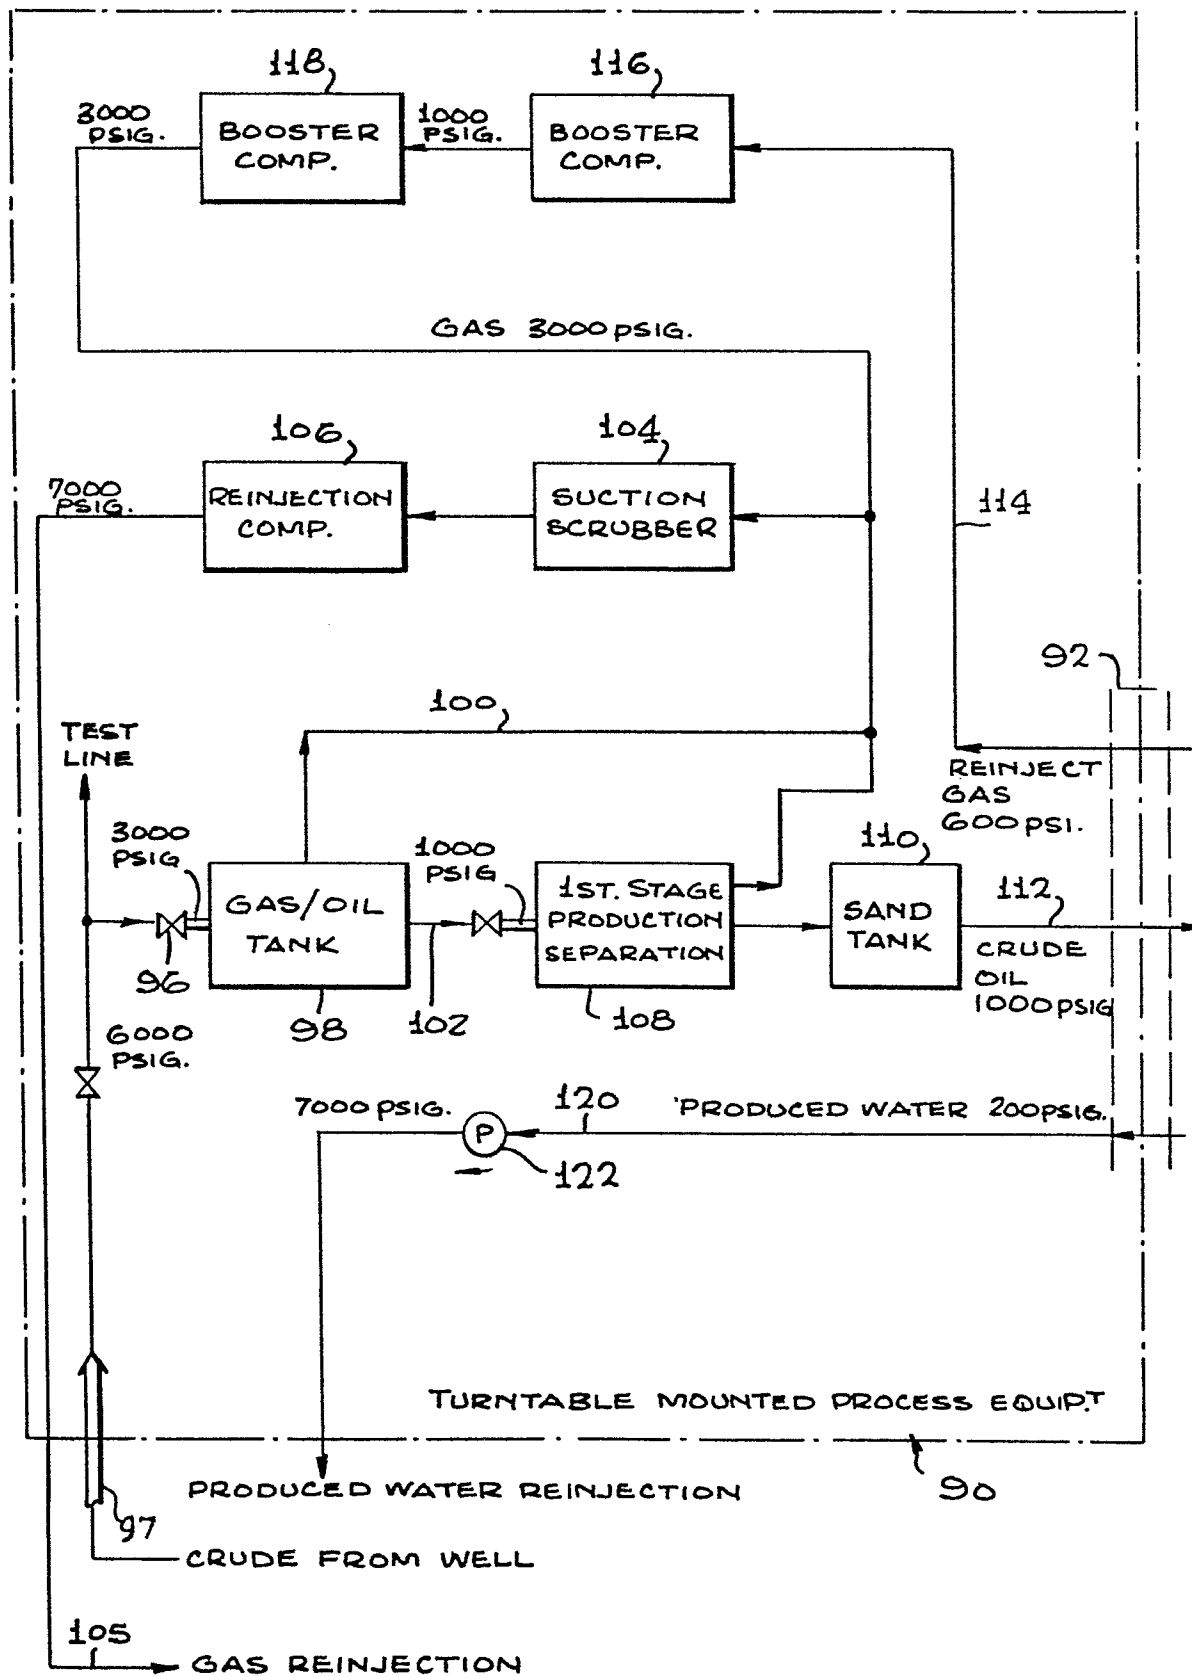 118
116
3000
PSIG.
BOOSTER
COMP.
1000
PSIG.
BOOSTER
COMP.
GAS 3000 PSIG.
106
104
7000
PSIG.
REINJECTION
COMP.
SUCTION
SCRUBBER
114
92
100
TEST
LINE
REINJECT
GAS
600 PSI.
3000
PSIG
1000
PSIG
110
GAS/OIL
TANK
1ST. STAGE
PRODUCTION
SEPARATION
SAND
TANK
112
CRUDE
OIL
1000 PSIG
96
98
102
108
6000
PSIG.
7000 PSIG.
P
120
PRODUCED WATER 200 PSIG.
122
TURNTABLE MOUNTED PROCESS EQUIP.T
90
PRODUCED WATER REINJECTION
97
CRUDE FROM WELL
105
GAS REINJECTION